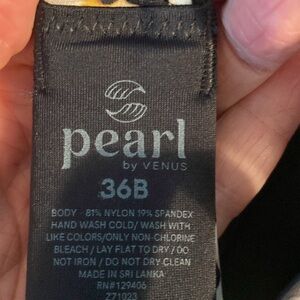 pearl
by VENUS
36B
BODY - 81% NYLON 19% SPANDEX
HAND WASH COLD/ WASH WITH
LIKE COLORS/ONLY NON-CHLORINE
BLEACH / LAY FLAT TO DRY / DO
NOT IRON / DO NOT DRY CLEAN
MADE IN SRI LANKA
RN#129406
Z71023